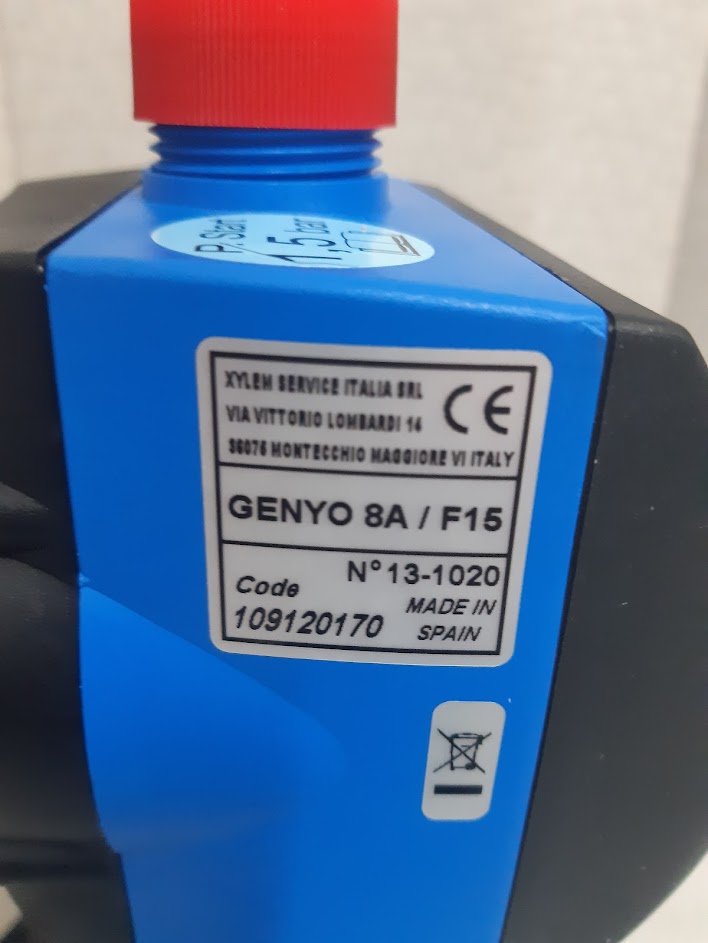 P. Start
1,5 bar
XYLEM SERVICE ITALIA SRL
VIA VITTORIO LOMBARDI 14
36075 MONTECCHIO MAGGIORE VI ITALY
CE
GENYO 8A / F15
N° 13-1020
Code
109120170
MADE IN
SPAIN